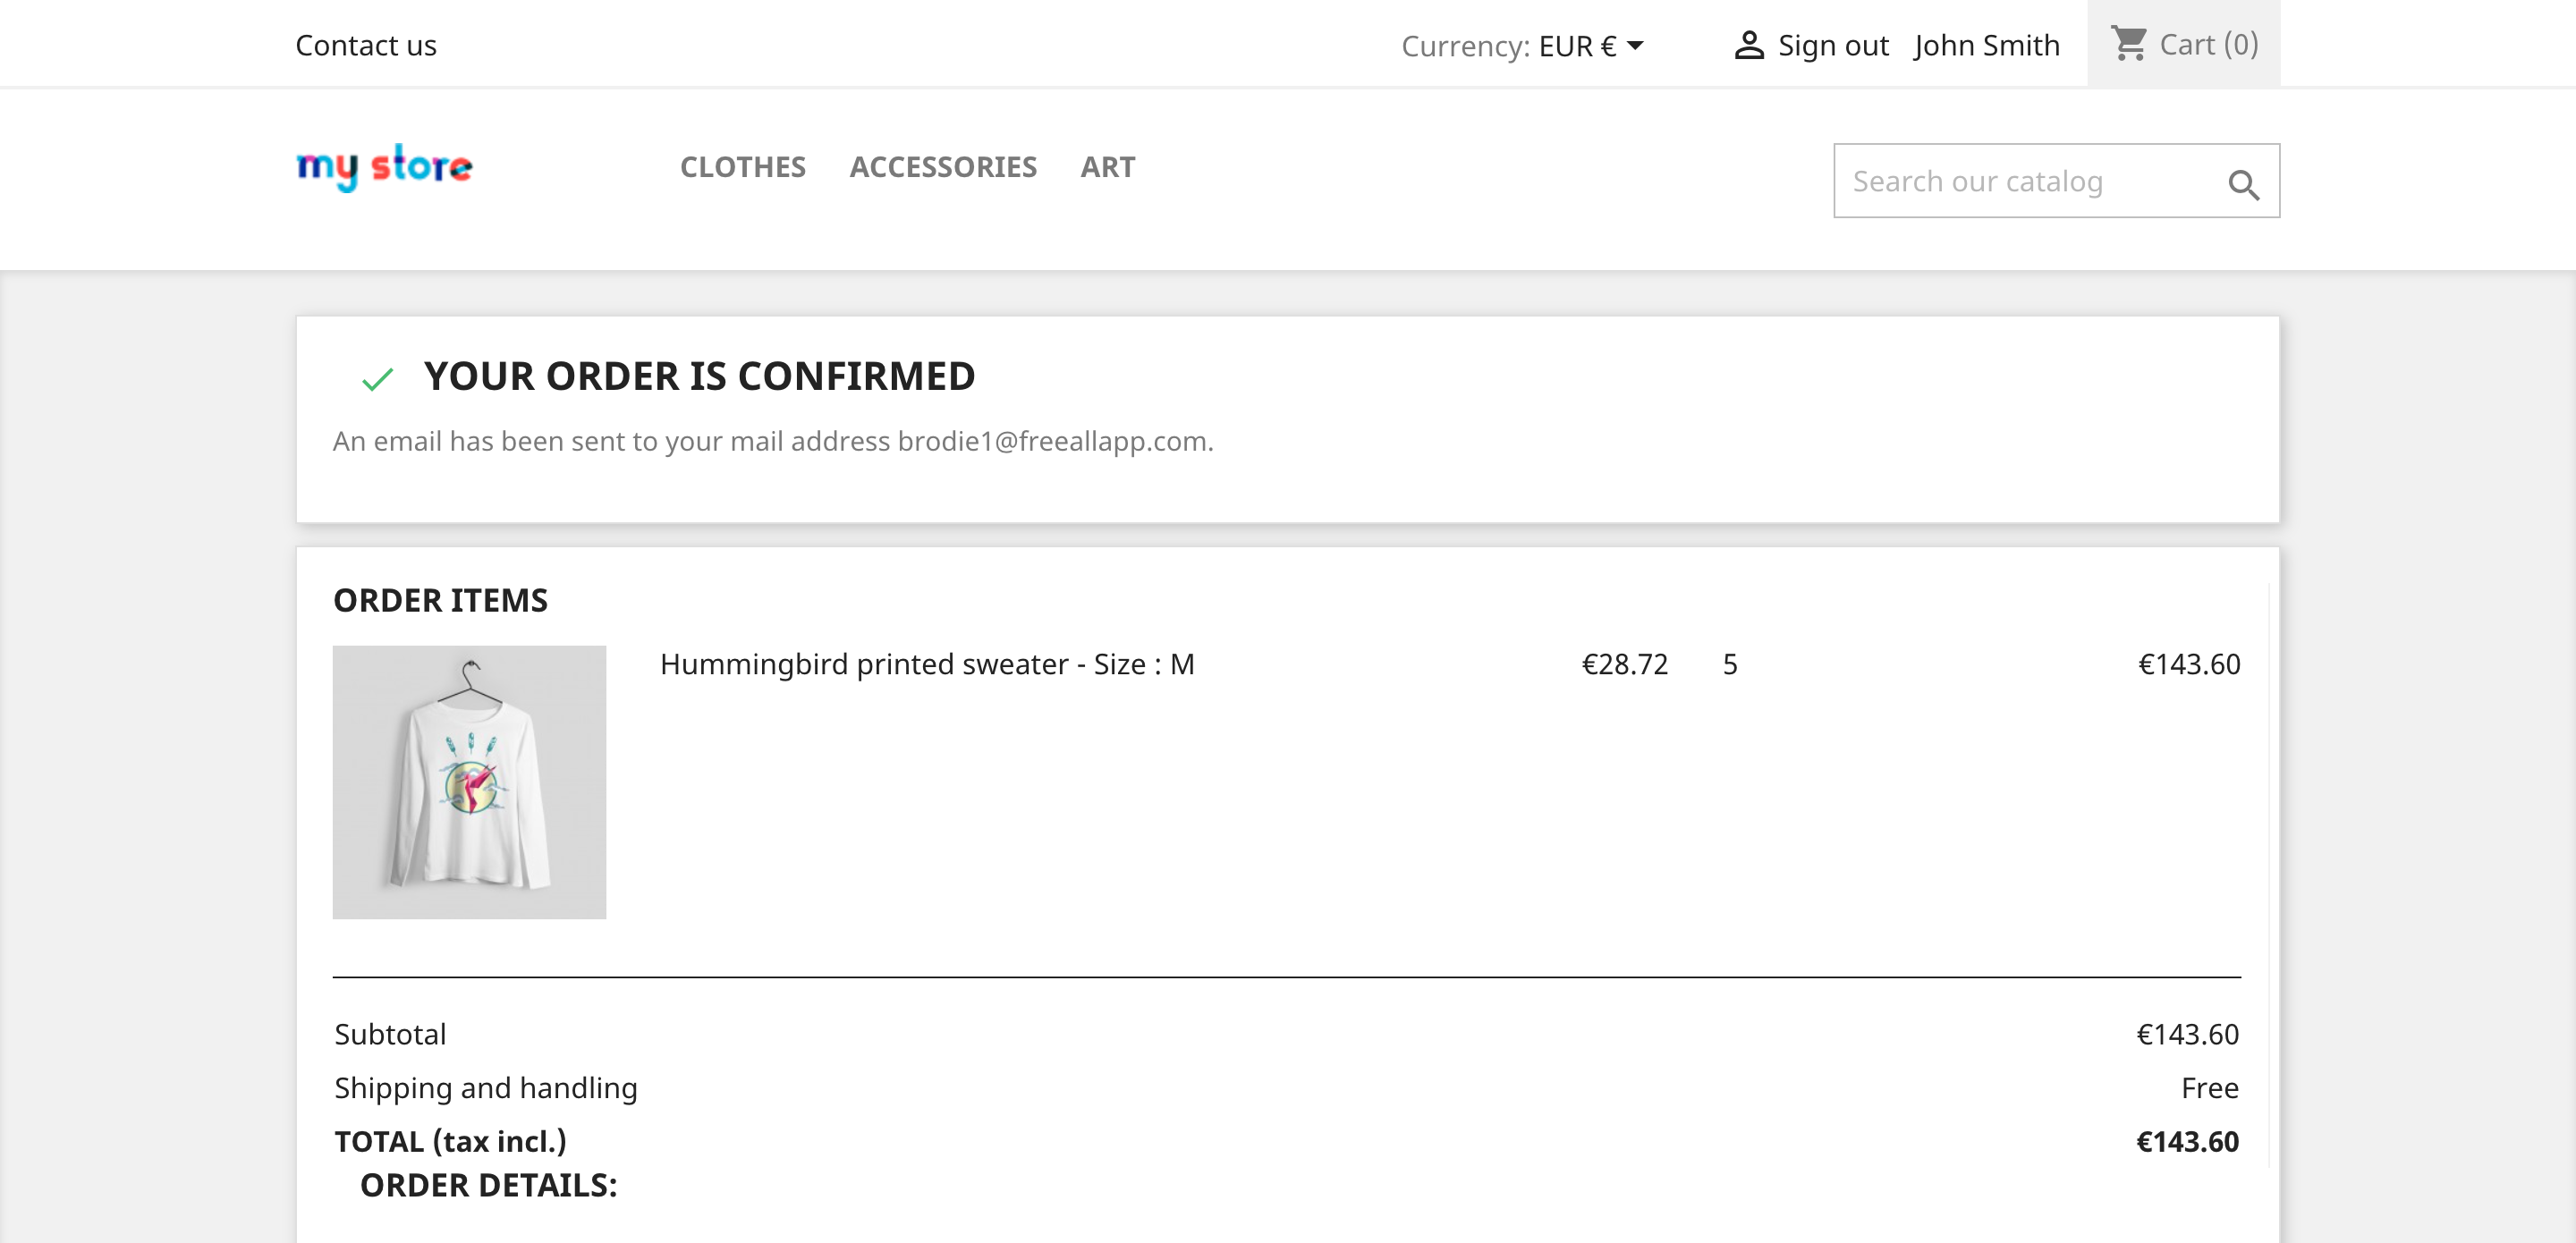 Contact us
Currency: EUR €
Sign out John Smith
Cart (0)
my store
CLOTHES ACCESSORIES ART
Search our catalog
YOUR ORDER IS CONFIRMED
An email has been sent to your mail address brodie1@freeallapp.com.
ORDER ITEMS
Hummingbird printed sweater - Size : M €28.72 5 €143.60
Subtotal €143.60
Shipping and handling Free
TOTAL (tax incl.) €143.60
ORDER DETAILS: